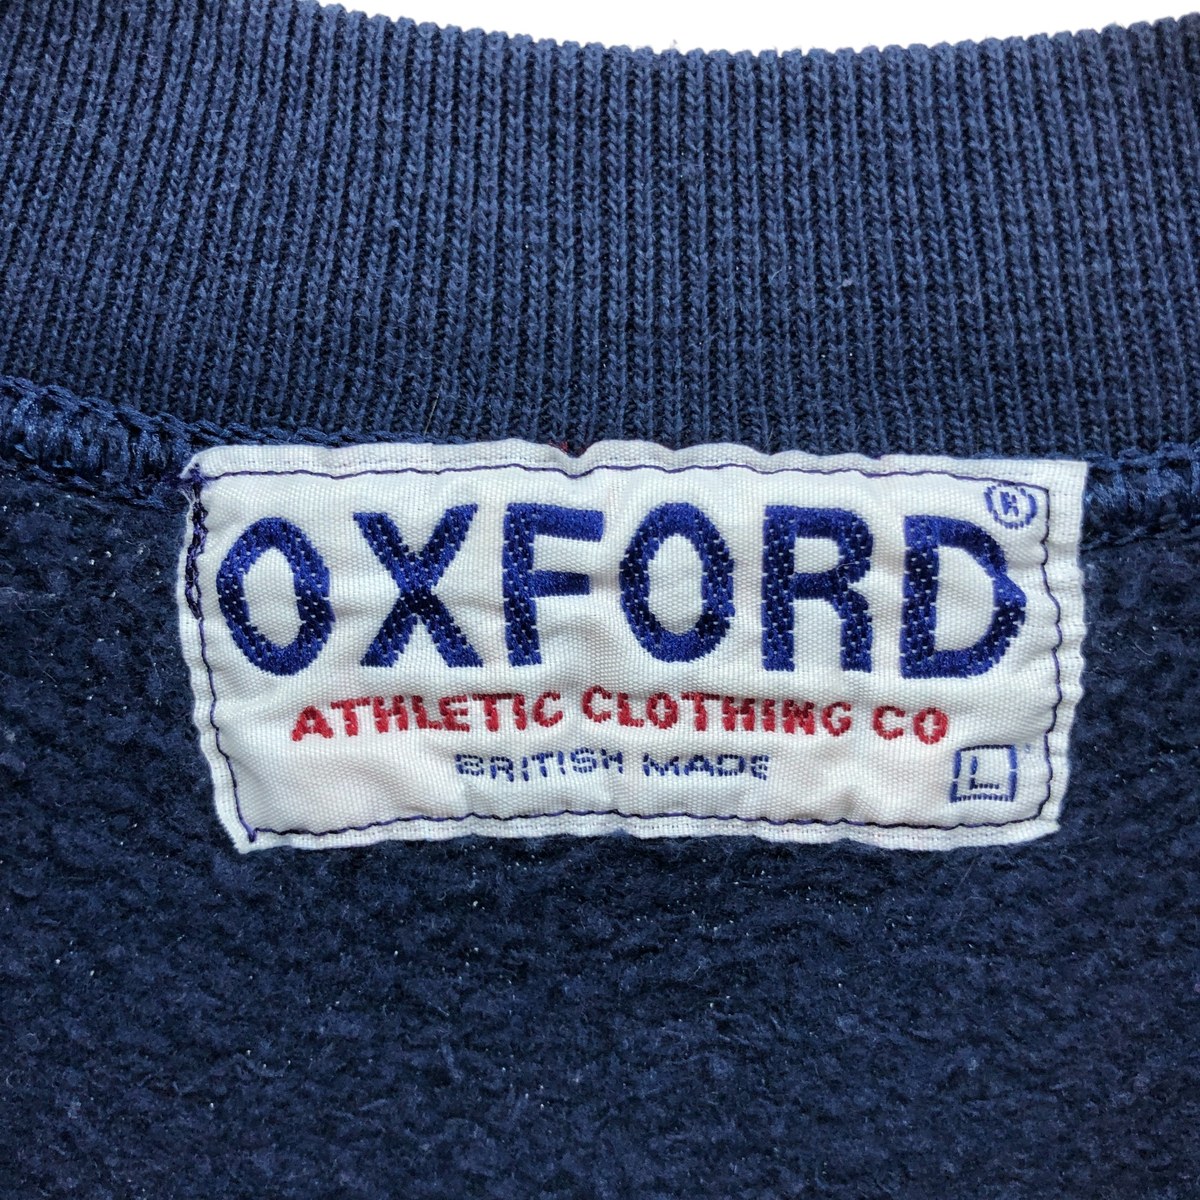 OXFORD ®
ATHLETIC CLOTHING CO
BRITISH MADE
L